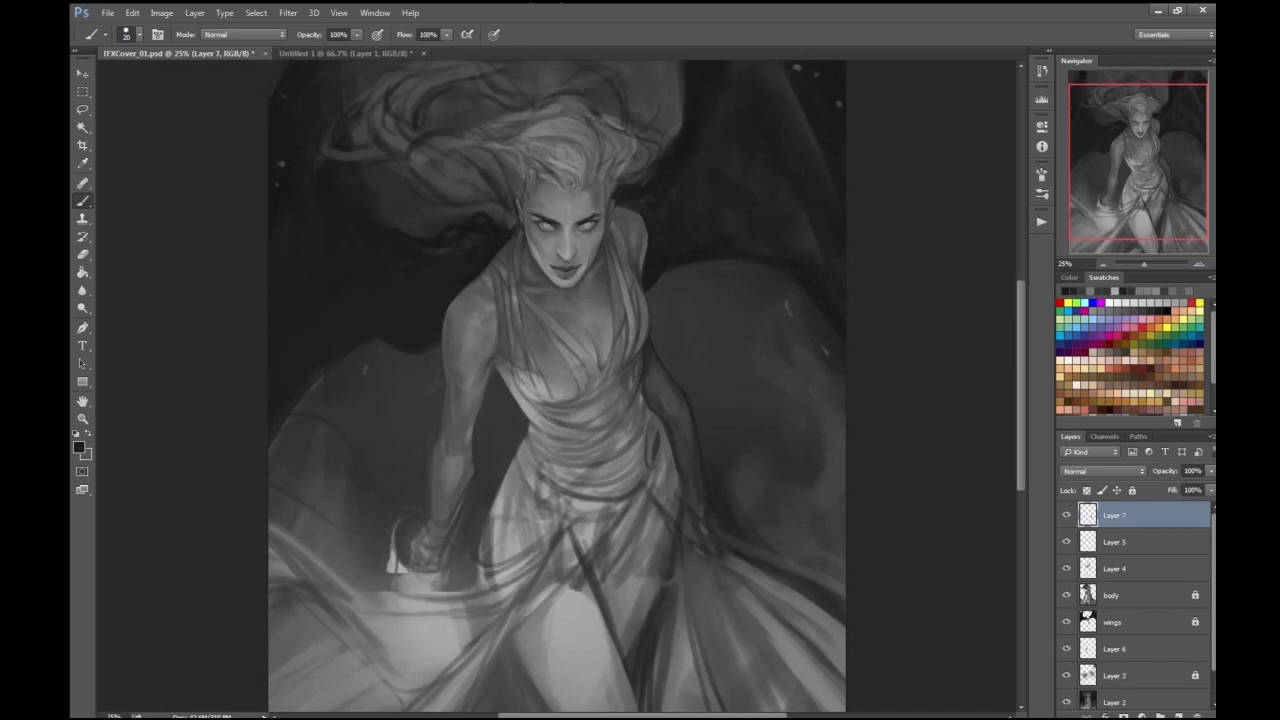 Ps File Edit Image Layer Type Select Filter 3D View Window Help
20 Mode: Normal Opacity: 100% Flow: 100% Essentials
IFXCover_01.psd @ 25% (Layer 7, RGB/8) * × Untitled-1 @ 66.7% (Layer 1, RGB/8) * ×
Navigator
25%
Color Swatches
Layers Channels Paths
Kind
Normal Opacity: 100%
Lock: Fill: 100%
Layer 7
Layer 5
Layer 4
body
wings
Layer 6
Layer 3
Layer 2
25%